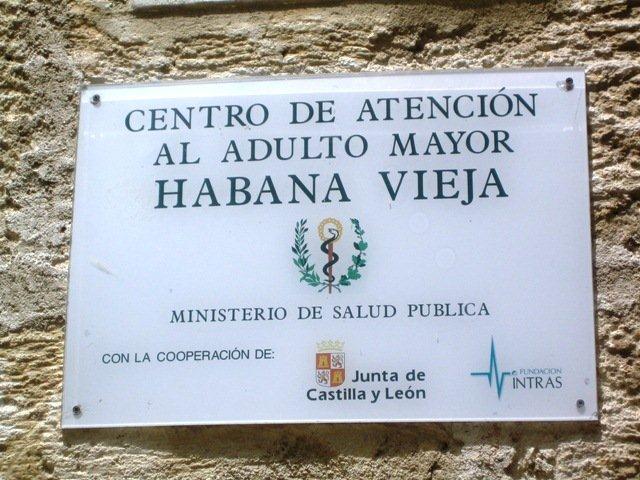 CENTRO DE ATENCIÓN
AL ADULTO MAYOR
HABANA VIEJA
MINISTERIO DE SALUD PUBLICA
CON LA COOPERACIÓN DE:
Junta de
Castilla y León
FUNDACION
INTRAS